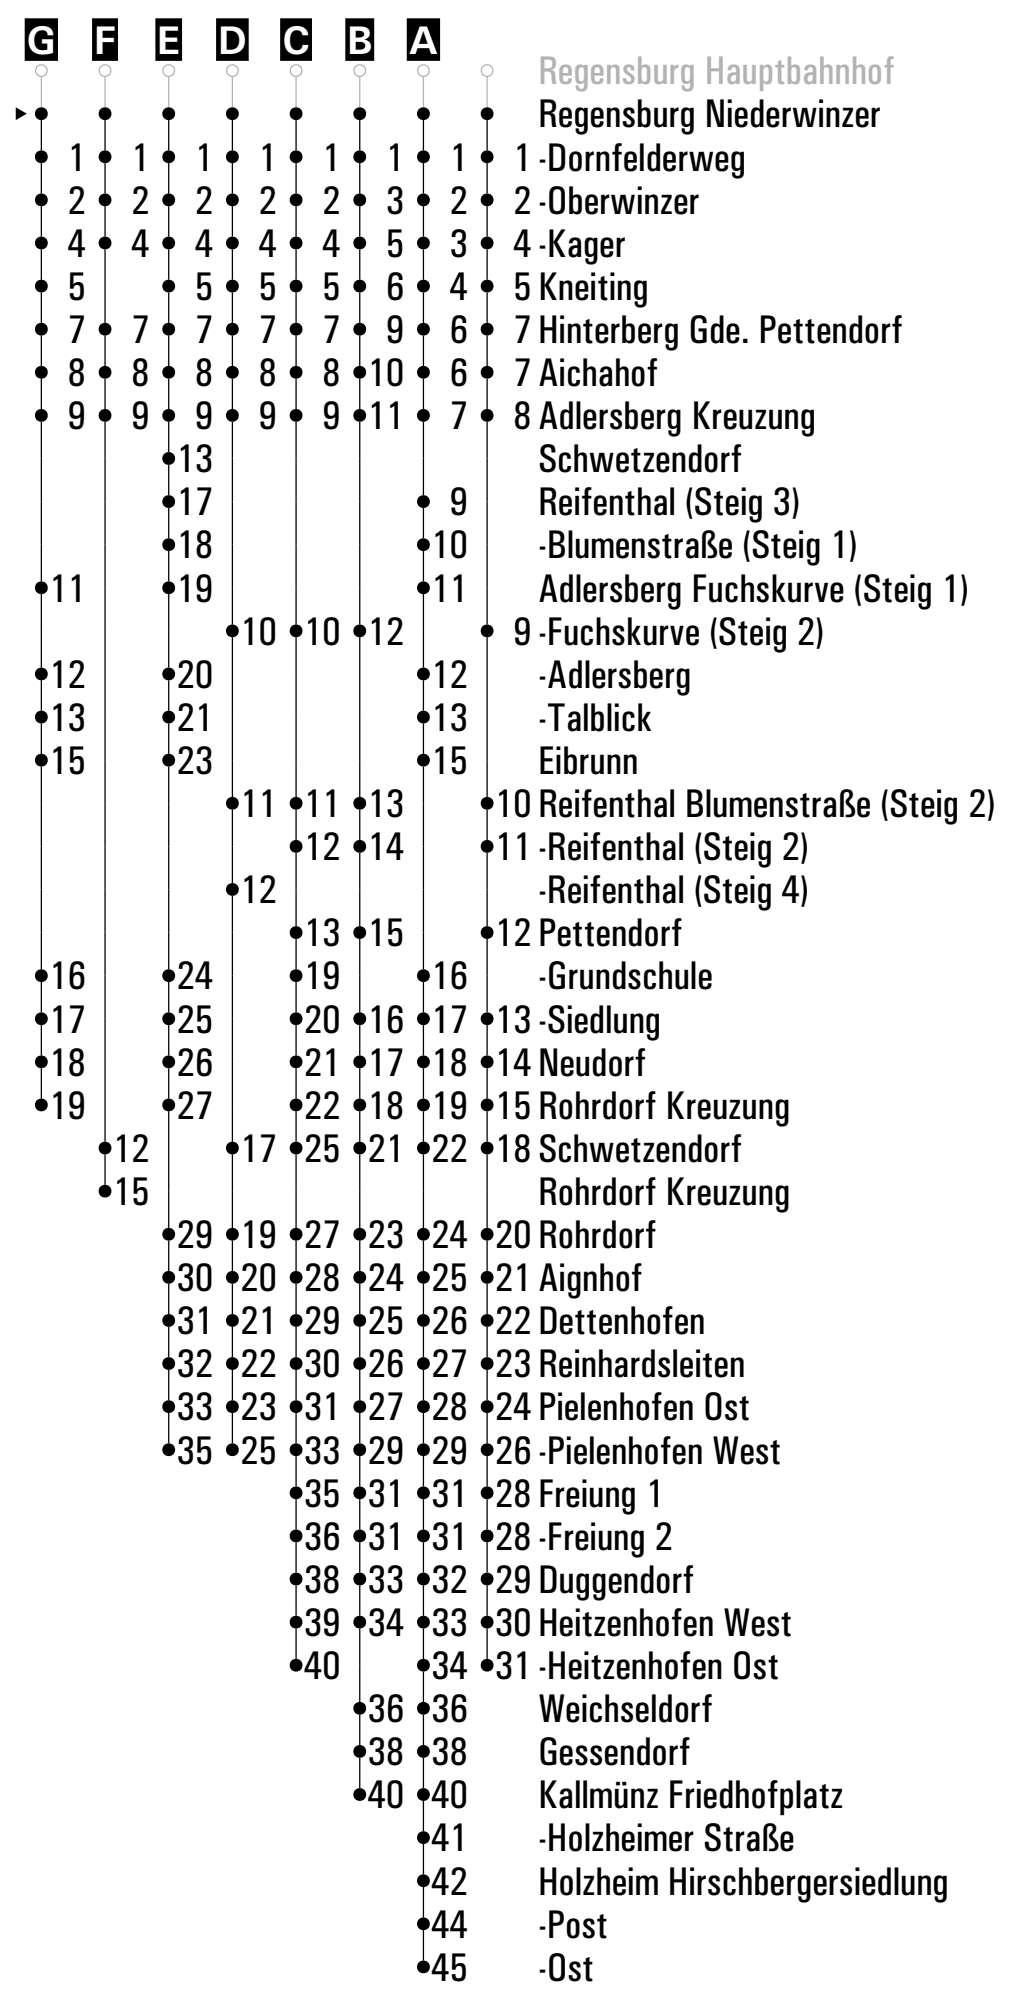 G F E D C B A
Regensburg Hauptbahnhof
Regensburg Niederwinzer
1 1 1 1 1 1 1 1 -Dornfelderweg
2 2 2 2 2 3 2 2 -Oberwinzer
4 4 4 4 4 5 3 4 -Kager
5 5 5 5 6 4 5 Kneiting
7 7 7 7 7 9 6 7 Hinterberg Gde. Pettendorf
8 8 8 8 8 10 6 7 Aichahof
9 9 9 9 9 11 7 8 Adlersberg Kreuzung
13 Schwetzendorf
17 9 Reifenthal (Steig 3)
18 10 -Blumenstraße (Steig 1)
11 19 11 Adlersberg Fuchskurve (Steig 1)
10 10 12 9 -Fuchskurve (Steig 2)
12 20 12 -Adlersberg
13 21 13 -Talblick
15 23 15 Eibrunn
11 11 13 10 Reifenthal Blumenstraße (Steig 2)
12 14 11 -Reifenthal (Steig 2)
12 -Reifenthal (Steig 4)
13 15 12 Pettendorf
16 24 19 16 -Grundschule
17 25 20 16 17 13 -Siedlung
18 26 21 17 18 14 Neudorf
19 27 22 18 19 15 Rohrdorf Kreuzung
12 17 25 21 22 18 Schwetzendorf
15 Rohrdorf Kreuzung
29 19 27 23 24 20 Rohrdorf
30 20 28 24 25 21 Aignhof
31 21 29 25 26 22 Dettenhofen
32 22 30 26 27 23 Reinhardsleiten
33 23 31 27 28 24 Pielenhofen Ost
35 25 33 29 29 26 -Pielenhofen West
35 31 31 28 Freiung 1
36 31 31 28 -Freiung 2
38 33 32 29 Duggendorf
39 34 33 30 Heitzenhofen West
40 34 31 -Heitzenhofen Ost
36 36 Weichseldorf
38 38 Gessendorf
40 40 Kallmünz Friedhofplatz
41 -Holzheimer Straße
42 Holzheim Hirschbergersiedlung
44 -Post
45 -Ost